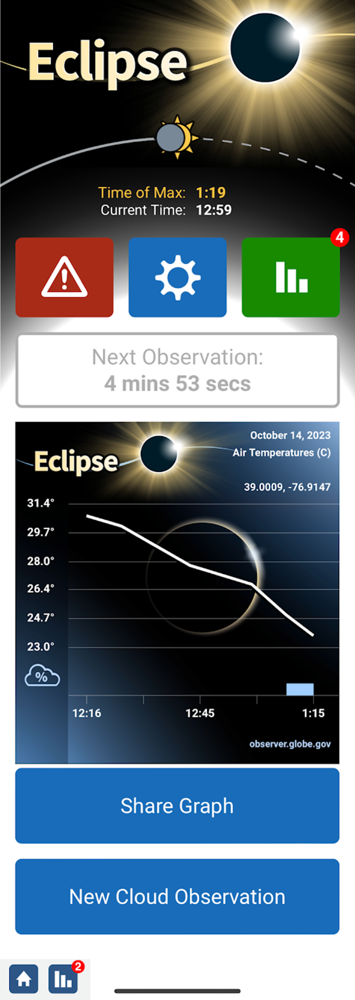 Eclipse
Time of Max: 1:19
Current Time: 12:59
4
Next Observation:
4 mins 53 secs
October 14, 2023
Eclipse
Air Temperatures (C)
39.0009, -76.9147
31.4°
29.7°
28.0°
26.4°
24.7°
23.0°
%
12:16 12:45 1:15
observer.globe.gov
Share Graph
New Cloud Observation
2